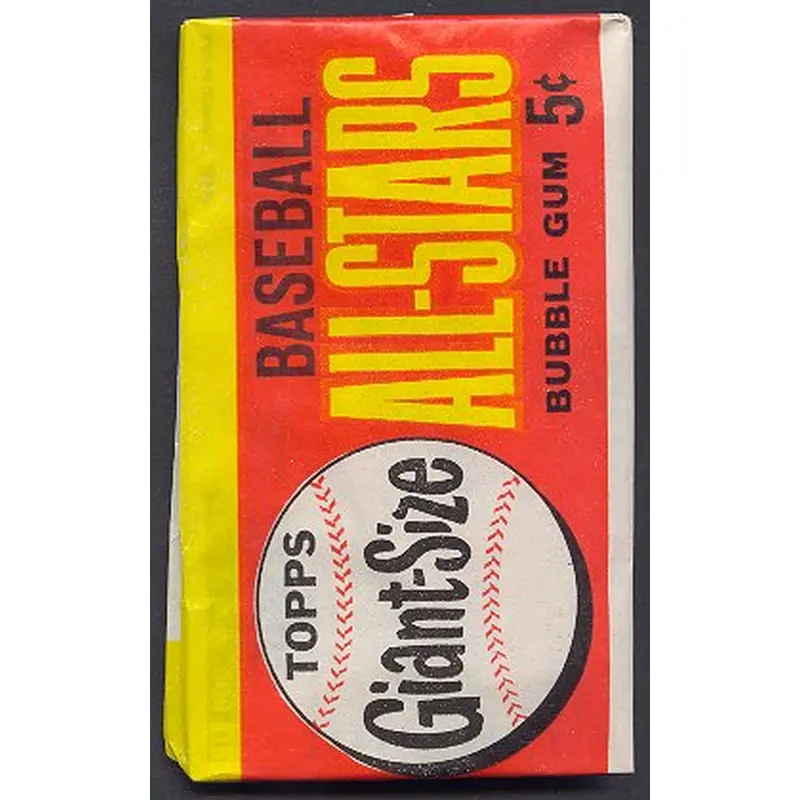 TOPPS
Giant-Size
BASEBALL
ALL-STARS
BUBBLE GUM 5¢